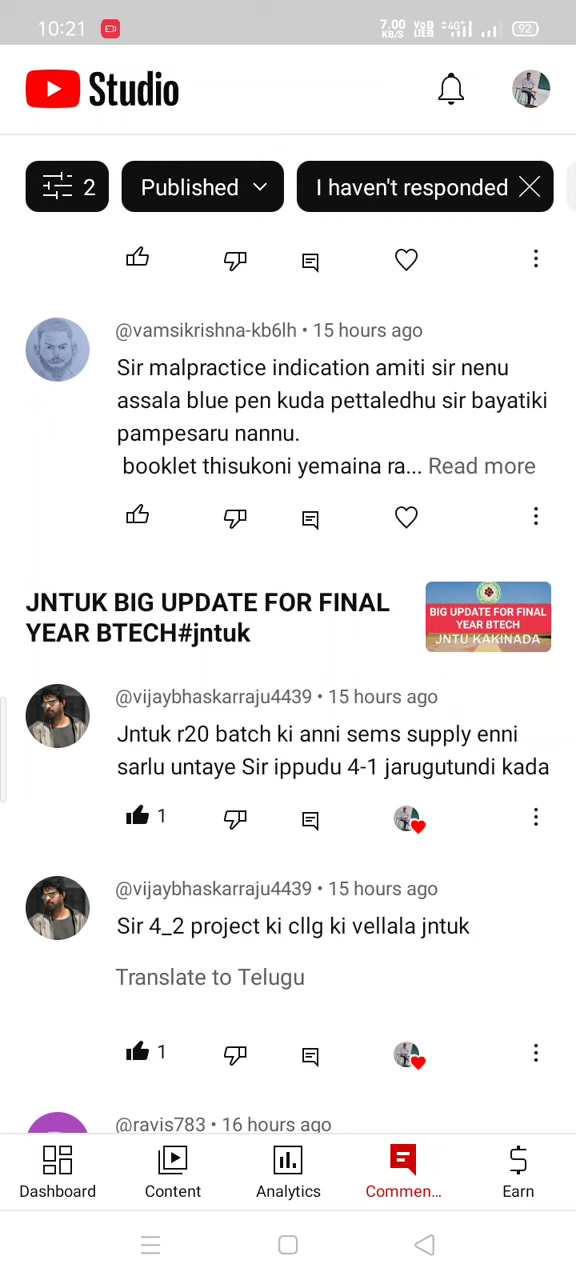 10:21
7.00 KB/S VoD LTE 4G 92
Studio
2 Published I haven't responded
@vamsikrishna-kb6lh • 15 hours ago
Sir malpractice indication amiti sir nenu
assala blue pen kuda pettaledhu sir bayatiki
pampesaru nannu.
booklet thisukoni yemaina ra... Read more
JNTUK BIG UPDATE FOR FINAL
YEAR BTECH#jntuk
BIG UPDATE FOR FINAL
YEAR BTECH
JNTU KAKINADA
@vijaybhaskarraju4439 • 15 hours ago
Jntuk r20 batch ki anni sems supply enni
sarlu untaye Sir ippudu 4-1 jarugutundi kada
1
@vijaybhaskarraju4439 • 15 hours ago
Sir 4_2 project ki cllg ki vellala jntuk
Translate to Telugu
1
@ravis783 • 16 hours ago
Dashboard Content Analytics Commen... Earn